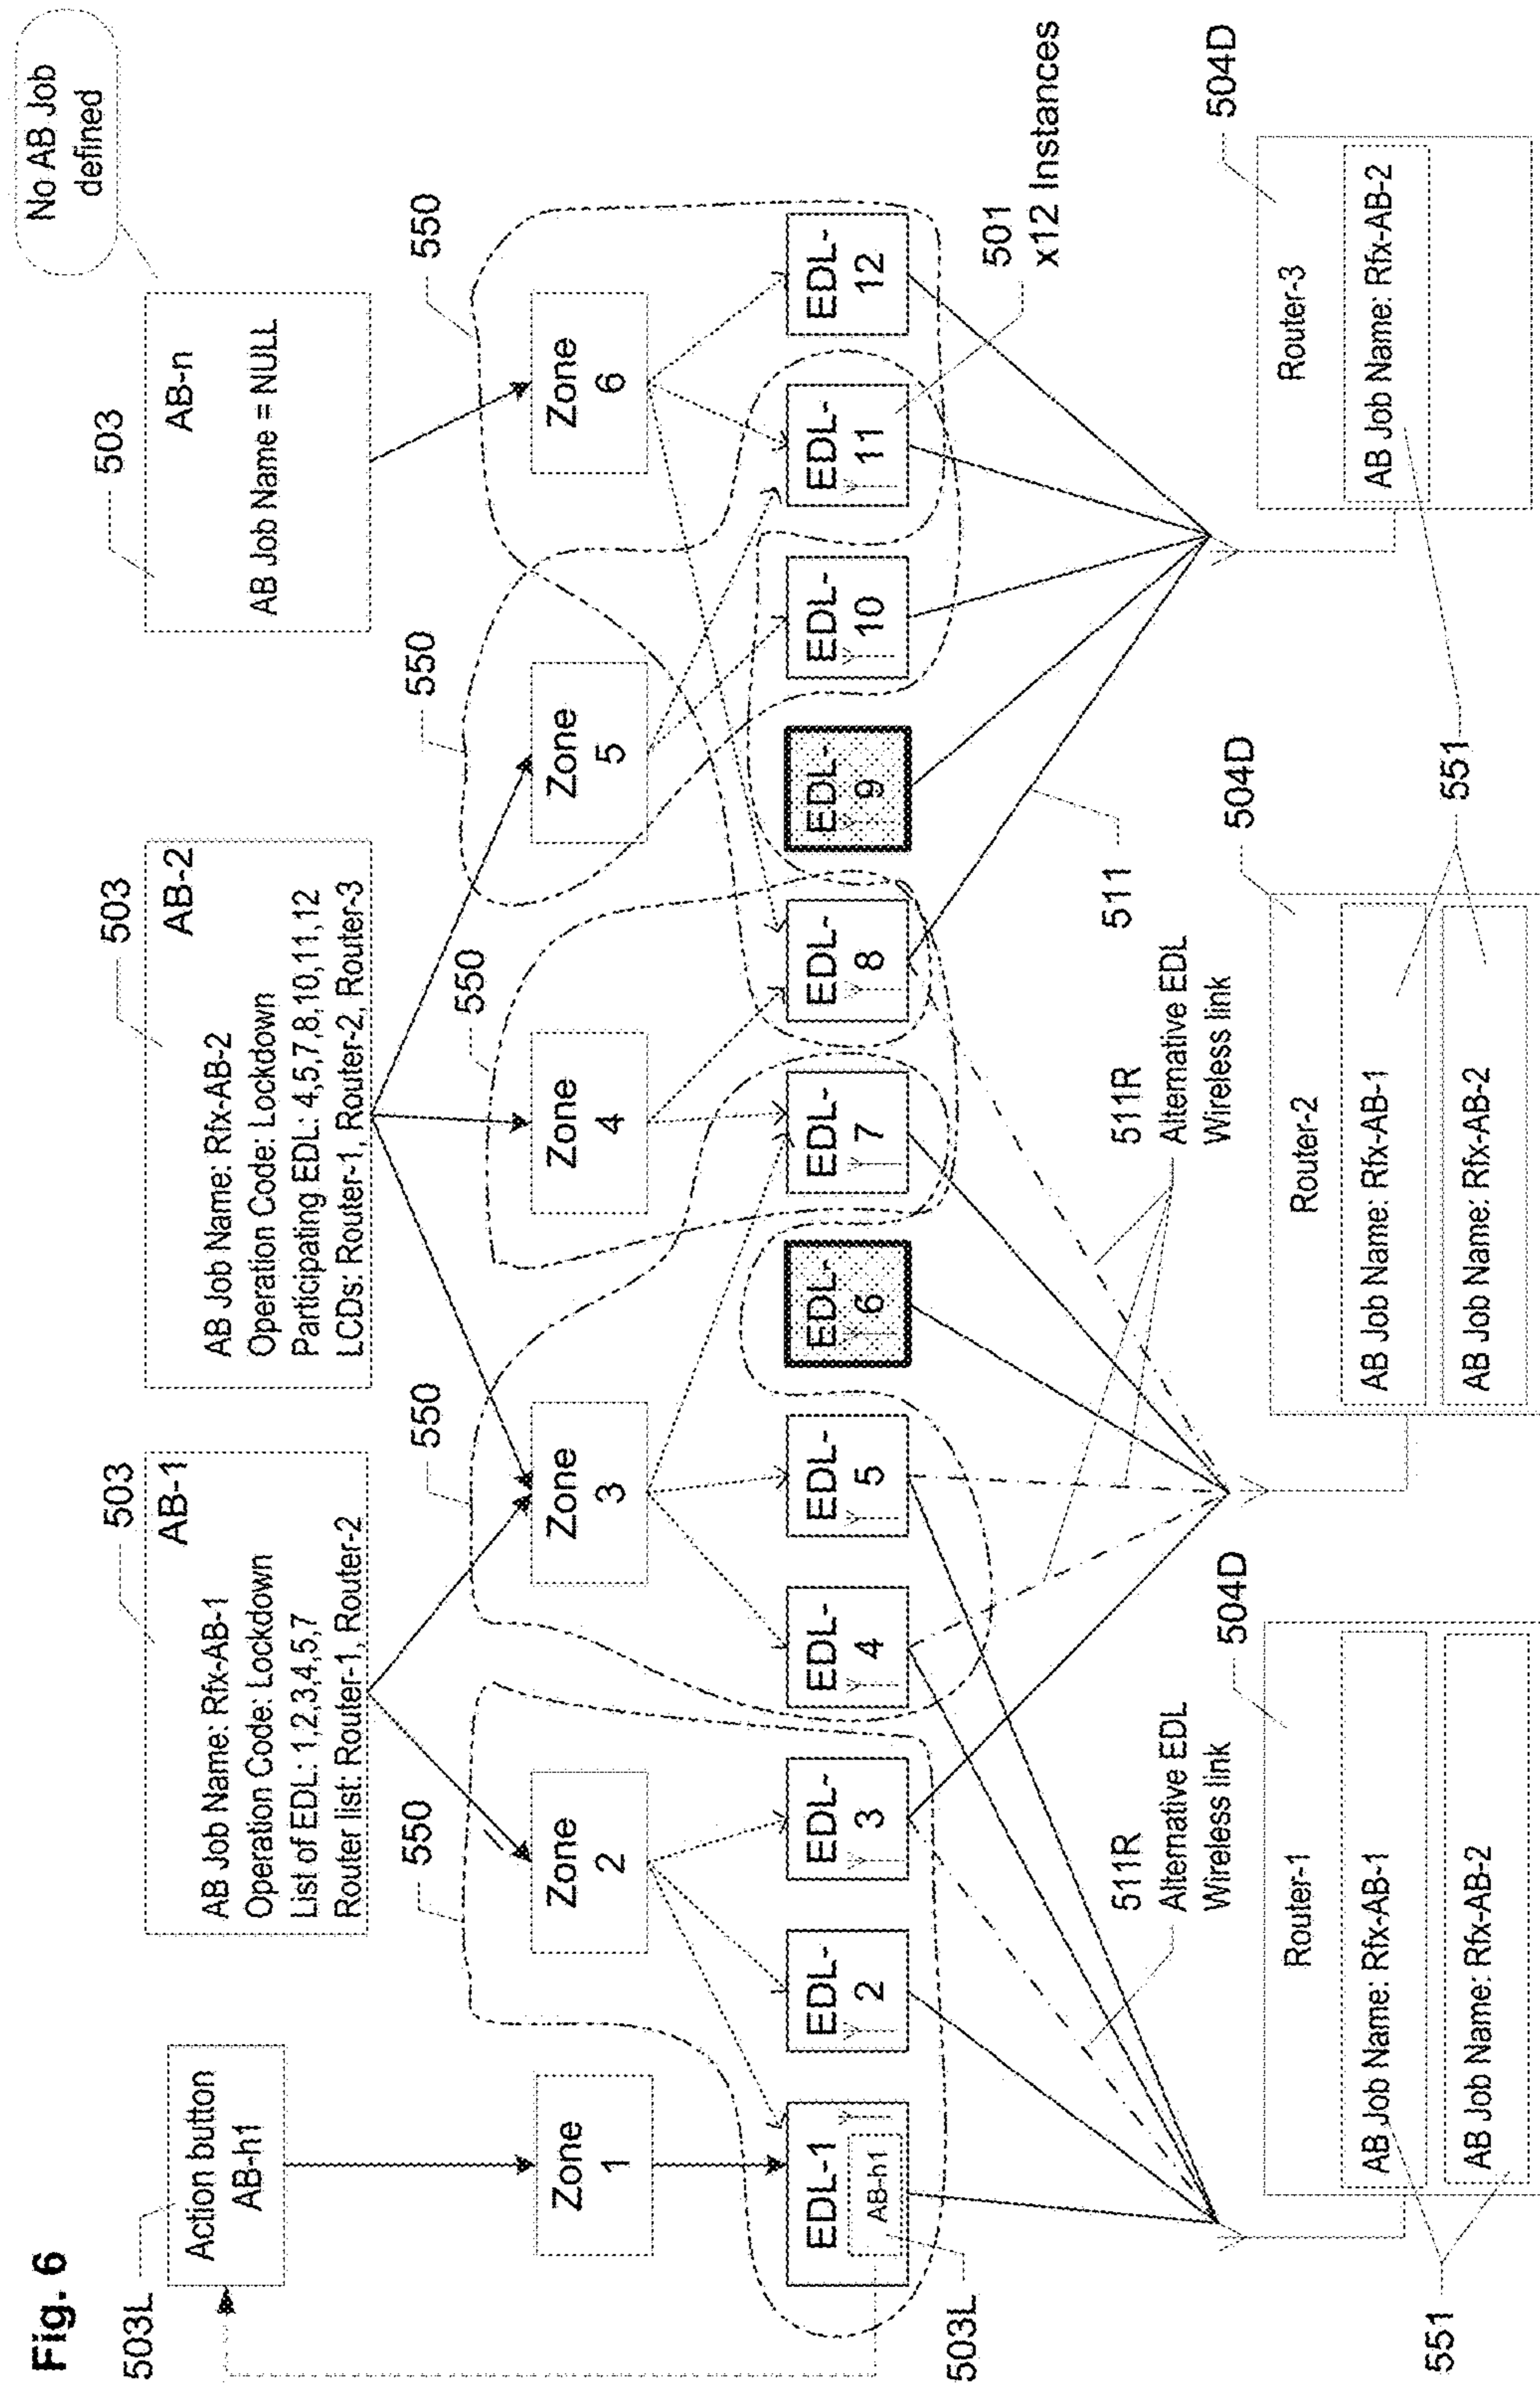 Fig. 6
503L
Action button
AB-h1
503
AB-1
AB Job Name: Rfx-AB-1
Operation Code: Lockdown
List of EDL: 1,2,3,4,5,7
Router list: Router-1, Router-2
503
AB-2
AB Job Name: Rfx-AB-2
Operation Code: Lockdown
Participating EDL: 4,5,7,8,10,11,12
LCDs: Router-1, Router-2, Router-3
503
AB-n
AB Job Name = NULL
No AB Job
defined
550
550
550
550
550
Zone
1
Zone
2
Zone
3
Zone
4
Zone
5
Zone
6
EDL-1
AB-h1
EDL-
2
EDL-
3
EDL-
4
EDL-
5
EDL-
6
EDL-
7
EDL-
8
EDL-
9
EDL-
10
EDL-
11
EDL-
12
503L
501
x12 Instances
511R
Alternative EDL
Wireless link
511R
Alternative EDL
Wireless link
511
504D
504D
504D
Router-1
AB Job Name: Rfx-AB-1
AB Job Name: Rfx-AB-2
Router-2
AB Job Name: Rfx-AB-1
AB Job Name: Rfx-AB-2
Router-3
AB Job Name: Rfx-AB-2
551
551